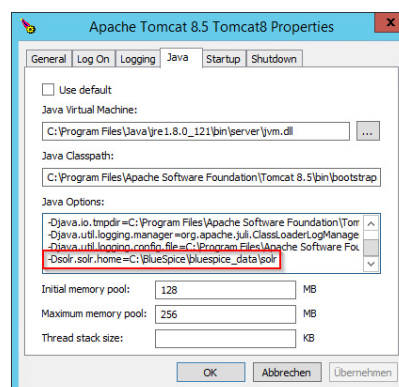 Apache Tomcat 8.5 Tomcat8 Properties
x
General Log On Logging Java Startup Shutdown
Use default
Java Virtual Machine:
C:\Program Files\Java\jre1.8.0_121\bin\server\jvm.dll ...
Java Classpath:
C:\Program Files\Apache Software Foundation\Tomcat 8.5\bin\bootstrap
Java Options:
-Djava.io.tmpdir=C:\Program Files\Apache Software Foundation\Tom
-Djava.util.logging.manager=org.apache.juli.ClassLoaderLogManage
-Djava.util.logging.config.file=C:\Program Files\Apache Software Fou
-Dsolr.solr.home=C:\BlueSpice\bluespice_data\solr
Initial memory pool: 128 MB
Maximum memory pool: 256 MB
Thread stack size: KB
OK Abbrechen Übernehmen